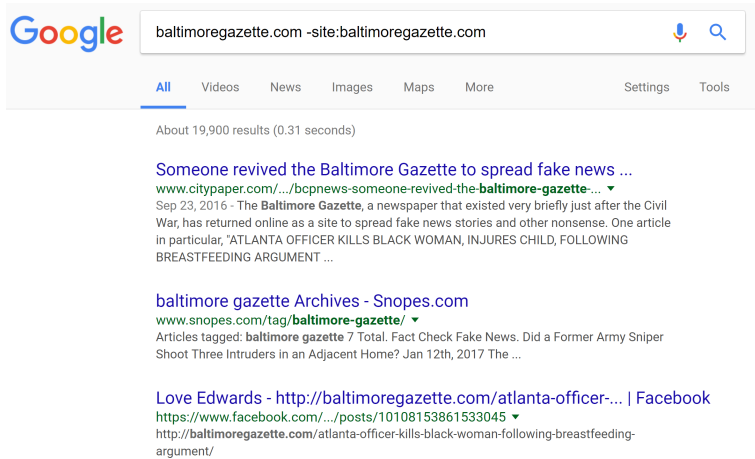 Google
baltimoregazette.com -site:baltimoregazette.com
All Videos News Images Maps More Settings Tools
About 19,900 results (0.31 seconds)
Someone revived the Baltimore Gazette to spread fake news ...
www.citypaper.com/.../bcpnews-someone-revived-the-baltimore-gazette-...
Sep 23, 2016 - The Baltimore Gazette, a newspaper that existed very briefly just after the Civil
War, has returned online as a site to spread fake news stories and other nonsense. One article
in particular, "ATLANTA OFFICER KILLS BLACK WOMAN, INJURES CHILD, FOLLOWING
BREASTFEEDING ARGUMENT ...
baltimore gazette Archives - Snopes.com
www.snopes.com/tag/baltimore-gazette/
Articles tagged: baltimore gazette 7 Total. Fact Check Fake News. Did a Former Army Sniper
Shoot Three Intruders in an Adjacent Home? Jan 12th, 2017 The ...
Love Edwards - http://baltimoregazette.com/atlanta-officer-... | Facebook
https://www.facebook.com/.../posts/10108153861533045
http://baltimoregazette.com/atlanta-officer-kills-black-woman-following-breastfeeding-
argument/